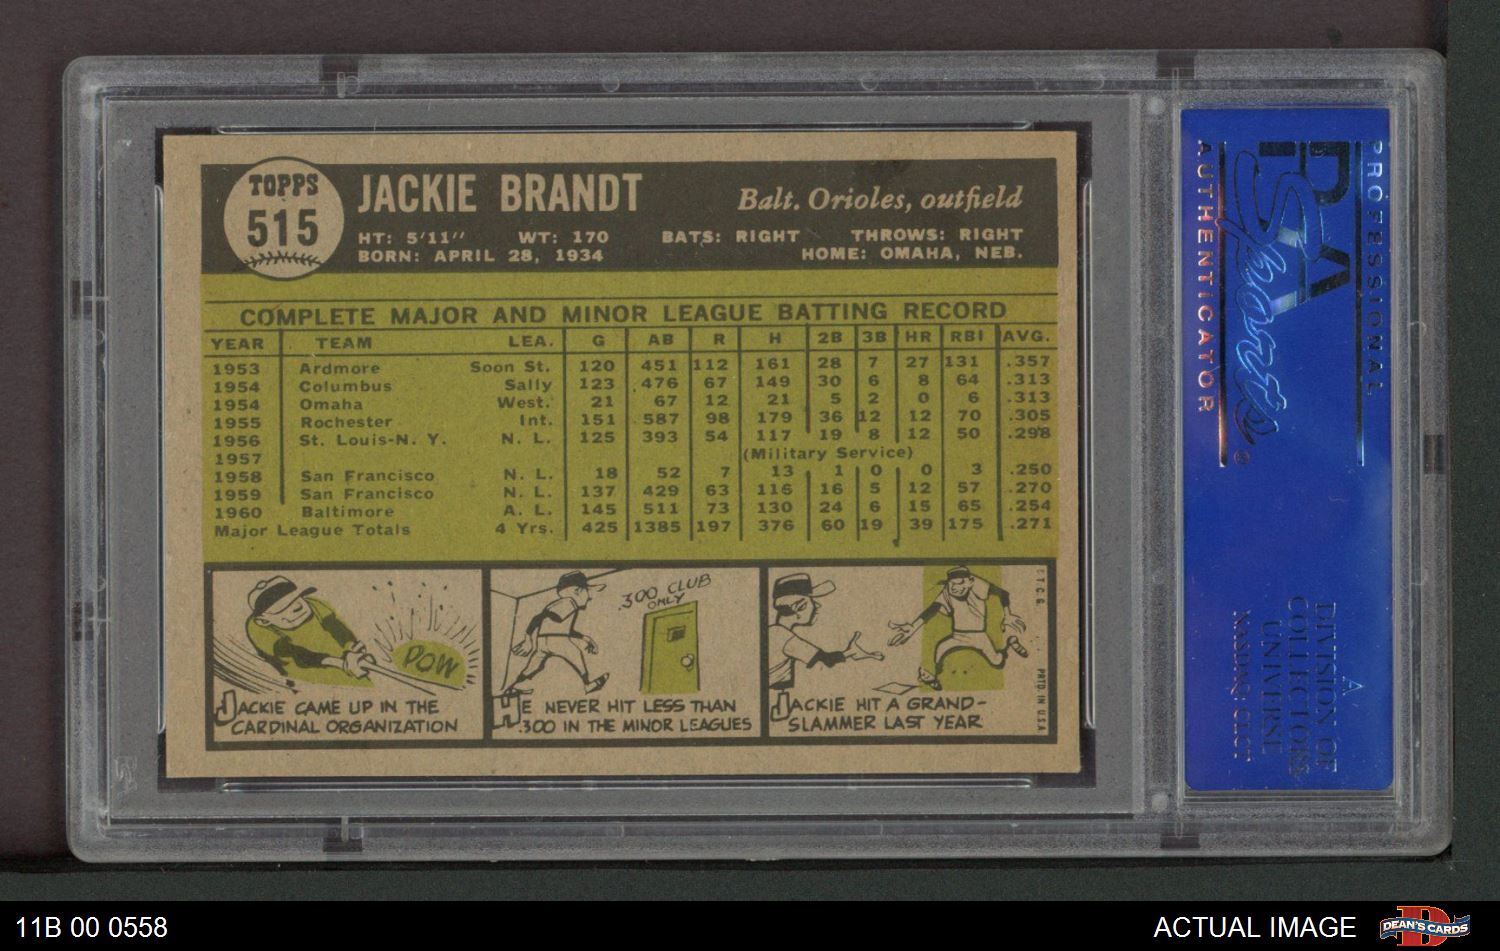 TOPPS
515
JACKIE BRANDT
Balt. Orioles, outfield
HT: 5'11" WT: 170 BATS: RIGHT THROWS: RIGHT
BORN: APRIL 28, 1934 HOME: OMAHA, NEB.
COMPLETE MAJOR AND MINOR LEAGUE BATTING RECORD
YEAR TEAM LEA. G AB R H 2B 3B HR RBI AVG.
1953 Ardmore Soon St. 120 451 112 161 28 7 27 131 .357
1954 Columbus Sally 123 476 67 149 30 6 8 64 .313
1954 Omaha West. 21 67 12 21 5 2 0 6 .313
1955 Rochester Int. 151 587 98 179 36 12 12 70 .305
1956 St. Louis-N. Y. N. L. 125 393 54 117 19 8 12 50 .298
1957 (Military Service)
1958 San Francisco N. L. 18 52 7 13 1 0 0 3 .250
1959 San Francisco N. L. 137 429 63 116 16 5 12 57 .270
1960 Baltimore A. L. 145 511 73 130 24 6 15 65 .254
Major League Totals 4 Yrs. 425 1385 197 376 60 19 39 175 .271
POW
JACKIE CAME UP IN THE
CARDINAL ORGANIZATION
.300 CLUB
ONLY
HE NEVER HIT LESS THAN
.300 IN THE MINOR LEAGUES
JACKIE HIT A GRAND-
SLAMMER LAST YEAR
© T. C. G.
PRTD. IN U.S.A.
PROFESSIONAL
PSA
Sports
AUTHENTICATOR
®
A
DIVISION OF
COLLECTORS
UNIVERSE
NASDAQ: CLCT
11B 00 0558
ACTUAL IMAGE
DEAN'S CARDS